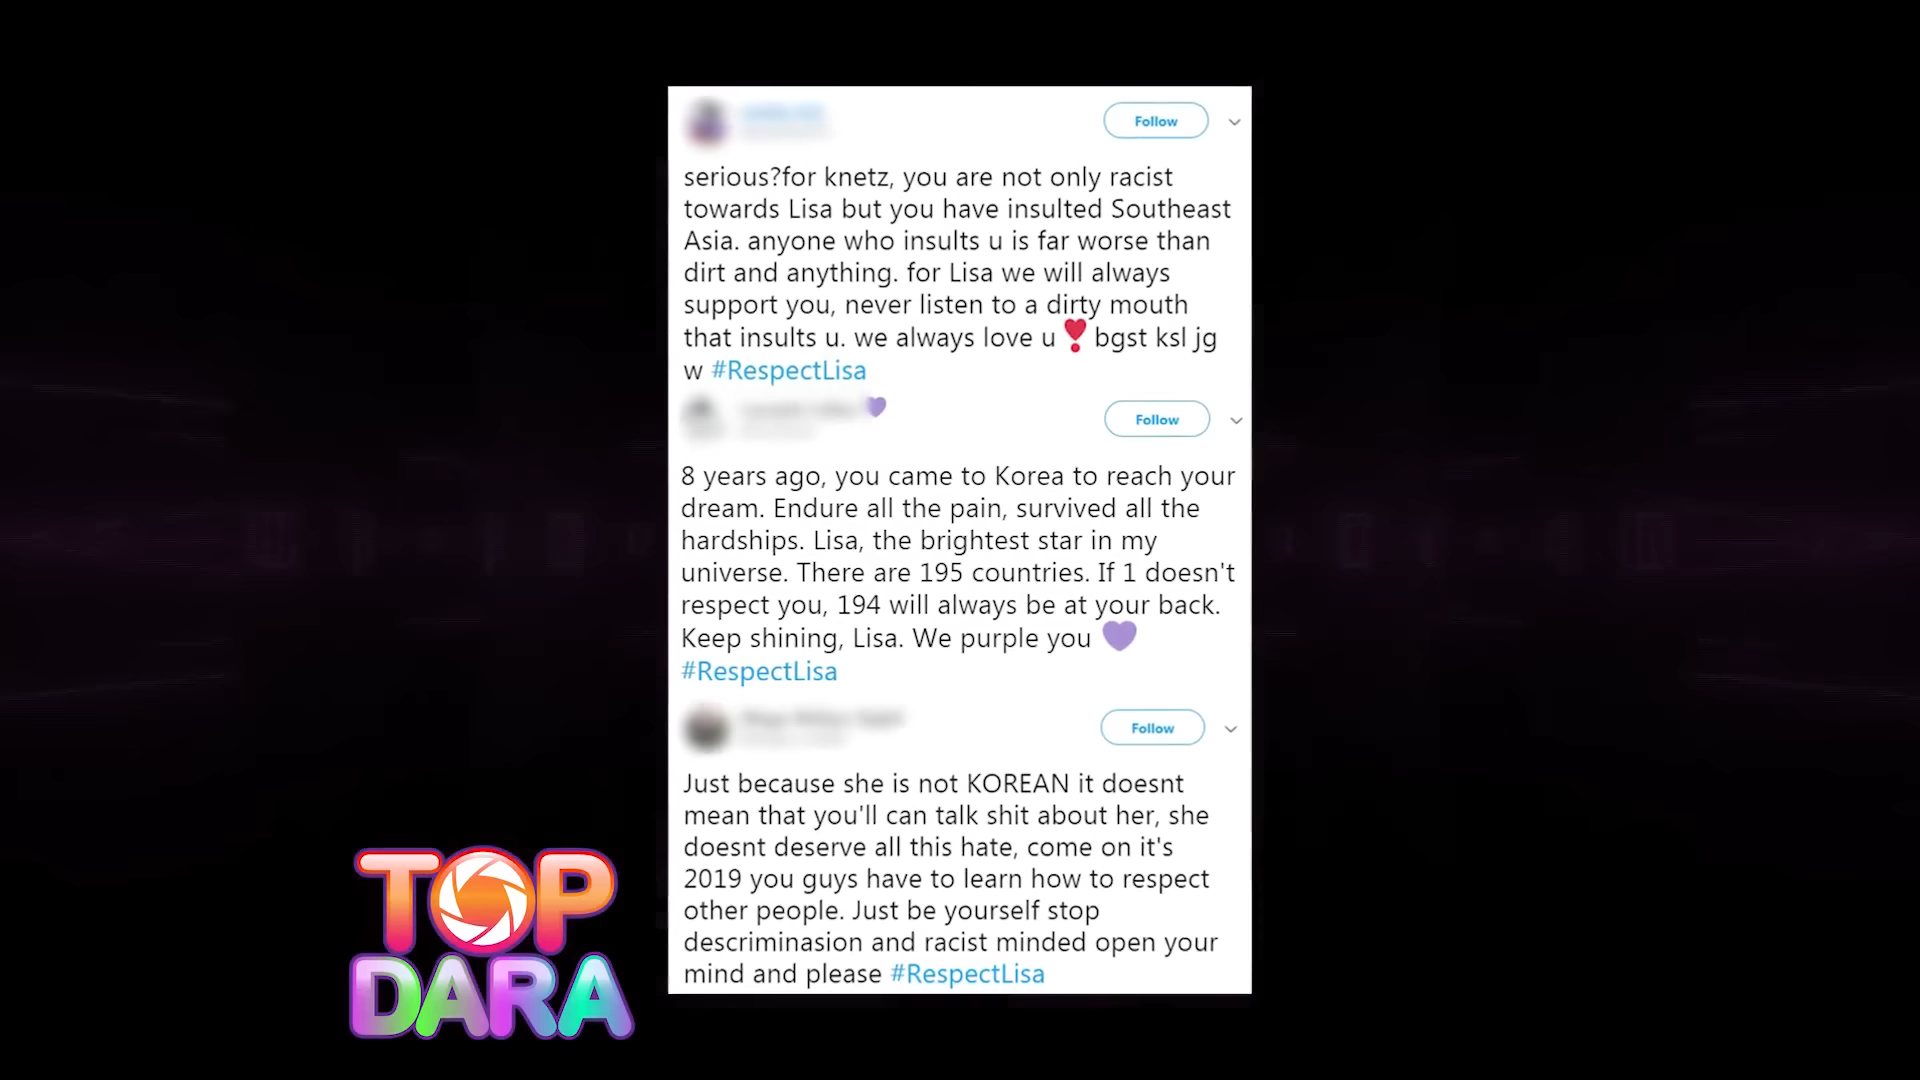 Follow
serious?for knetz, you are not only racist
towards Lisa but you have insulted Southeast
Asia. anyone who insults u is far worse than
dirt and anything. for Lisa we will always
support you, never listen to a dirty mouth
that insults u. we always love u❣️bgst ksl jg
w #RespectLisa
💜
Follow
8 years ago, you came to Korea to reach your
dream. Endure all the pain, survived all the
hardships. Lisa, the brightest star in my
universe. There are 195 countries. If 1 doesn't
respect you, 194 will always be at your back.
Keep shining, Lisa. We purple you 💜
#RespectLisa
Follow
Just because she is not KOREAN it doesnt
mean that you'll can talk shit about her, she
doesnt deserve all this hate, come on it's
2019 you guys have to learn how to respect
other people. Just be yourself stop
descriminasion and racist minded open your
mind and please #RespectLisa
TOP
DARA